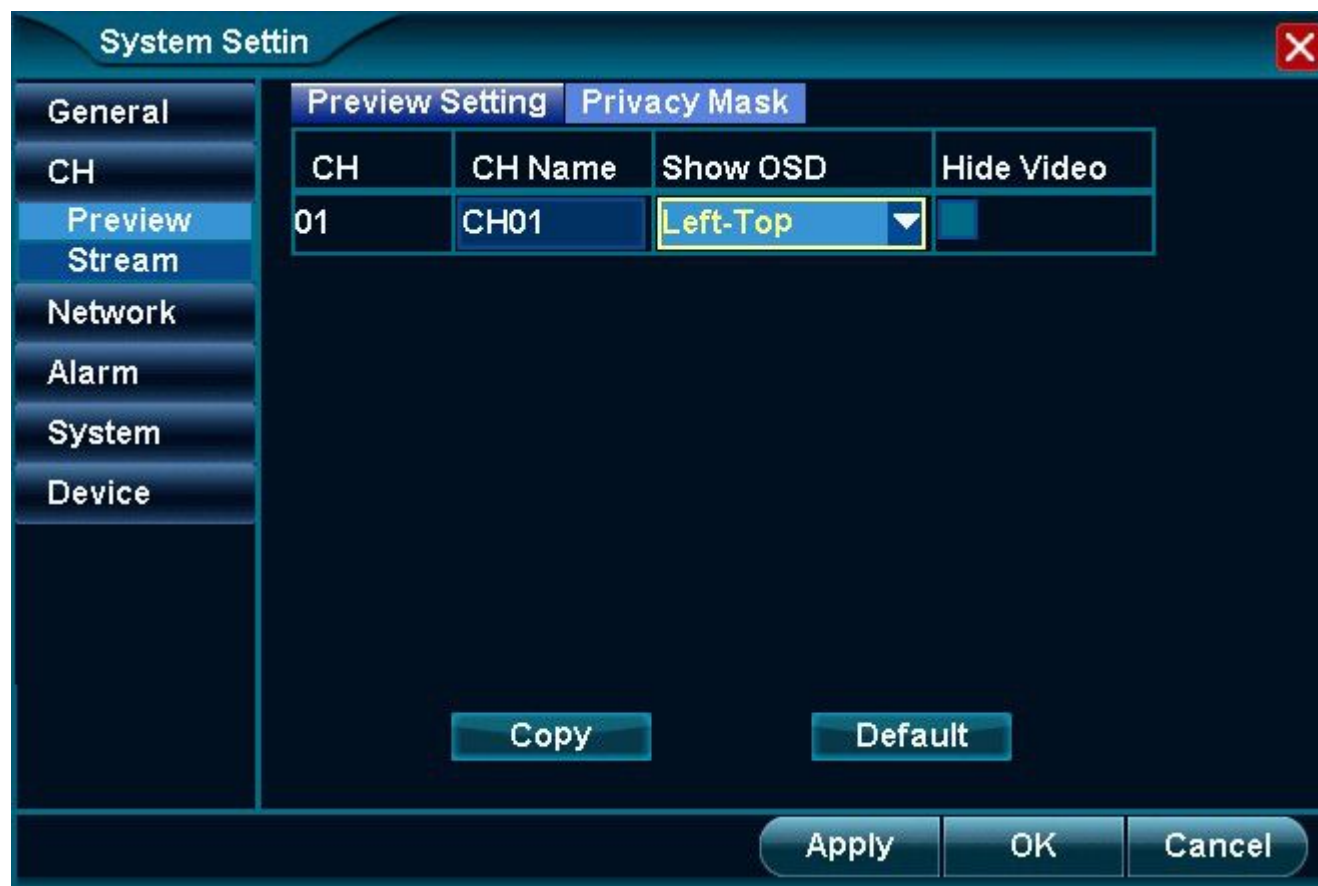 System Settin
General
CH
Preview
Stream
Network
Alarm
System
Device
Preview Setting Privacy Mask
CH CH Name Show OSD Hide Video
01 CH01 Left-Top
Copy Default
Apply OK Cancel